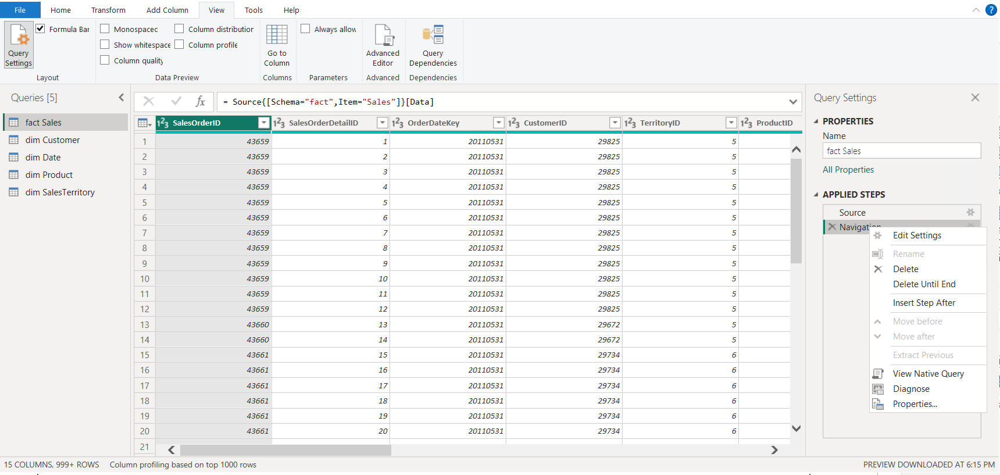 File Home Transform Add Column View Tools Help ?
Formula Bar Monospaced Column distribution Always allow
Show whitespace Column profile
Column quality
Query Settings Go to Column Advanced Editor Query Dependencies
Layout Data Preview Columns Parameters Advanced Dependencies
Queries [5]
fact Sales
dim Customer
dim Date
dim Product
dim SalesTerritory
fx = Source{[Schema="fact",Item="Sales"]}[Data]
1²3 SalesOrderID 1²3 SalesOrderDetailID 1²3 OrderDateKey 1²3 CustomerID 1²3 TerritoryID 1²3 ProductID
1 43659 1 20110531 29825 5
2 43659 2 20110531 29825 5
3 43659 3 20110531 29825 5
4 43659 4 20110531 29825 5
5 43659 5 20110531 29825 5
6 43659 6 20110531 29825 5
7 43659 7 20110531 29825 5
8 43659 8 20110531 29825 5
9 43659 9 20110531 29825 5
10 43659 10 20110531 29825 5
11 43659 11 20110531 29825 5
12 43659 12 20110531 29825 5
13 43660 13 20110531 29672 5
14 43660 14 20110531 29672 5
15 43661 15 20110531 29734 6
16 43661 16 20110531 29734 6
17 43661 17 20110531 29734 6
18 43661 18 20110531 29734 6
19 43661 19 20110531 29734 6
20 43661 20 20110531 29734 6
21
Query Settings
PROPERTIES
Name
fact Sales
All Properties
APPLIED STEPS
Source
Navigation
Edit Settings
Rename
Delete
Delete Until End
Insert Step After
Move before
Move after
Extract Previous
View Native Query
Diagnose
Properties...
15 COLUMNS, 999+ ROWS Column profiling based on top 1000 rows PREVIEW DOWNLOADED AT 6:15 PM